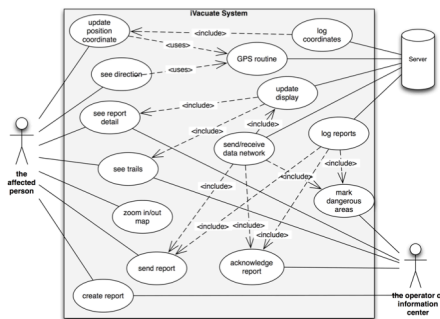 iVacuate System
update
position
coordinate
<include>
log
coordinates
<uses>
GPS routine
Server
see direction
<uses>
<include>
update
display
see report
detail
<include>
<include>
send/receive
data network
log reports
the
affected
person
see trails
<include>
<include>
<include>
mark
dangerous
areas
zoom in/out
map
<include>
<include>
<include>
send report
acknowledge
report
create report
the operator of
information
center